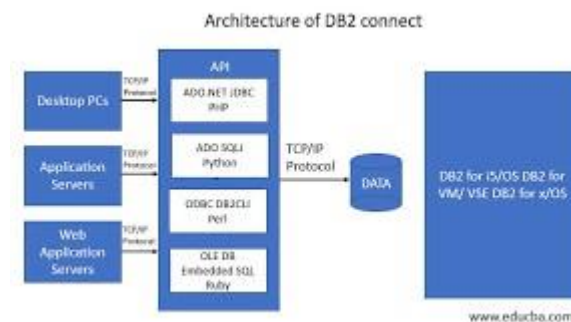 Architecture of DB2 connect
API
TCP/IP
Protocol
Desktop PCs
ADO.NET JDBC
PHP
TCP/IP
Protocol
Application
Servers
ADO SQLJ
Python
TCP/IP
Protocol
DATA
DB2 for i5/OS DB2 for
VM/ VSE DB2 for x/OS
TCP/IP
Protocol
Web
Application
Servers
ODBC DB2CLI
Perl
OLE DB
Embedded SQL
Ruby
www.educba.com